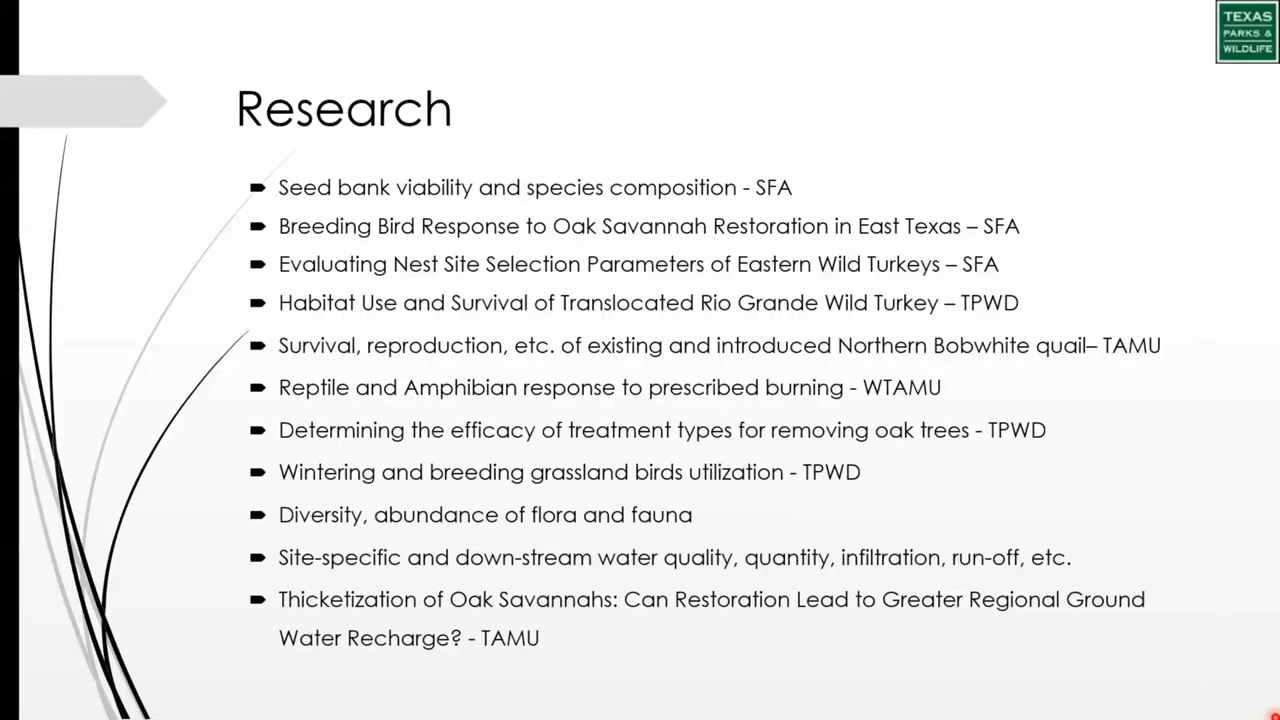 TEXAS
PARKS &
WILDLIFE
Research
Seed bank viability and species composition - SFA
Breeding Bird Response to Oak Savannah Restoration in East Texas – SFA
Evaluating Nest Site Selection Parameters of Eastern Wild Turkeys – SFA
Habitat Use and Survival of Translocated Rio Grande Wild Turkey – TPWD
Survival, reproduction, etc. of existing and introduced Northern Bobwhite quail– TAMU
Reptile and Amphibian response to prescribed burning - WTAMU
Determining the efficacy of treatment types for removing oak trees - TPWD
Wintering and breeding grassland birds utilization - TPWD
Diversity, abundance of flora and fauna
Site-specific and down-stream water quality, quantity, infiltration, run-off, etc.
Thicketization of Oak Savannahs: Can Restoration Lead to Greater Regional Ground
Water Recharge? - TAMU